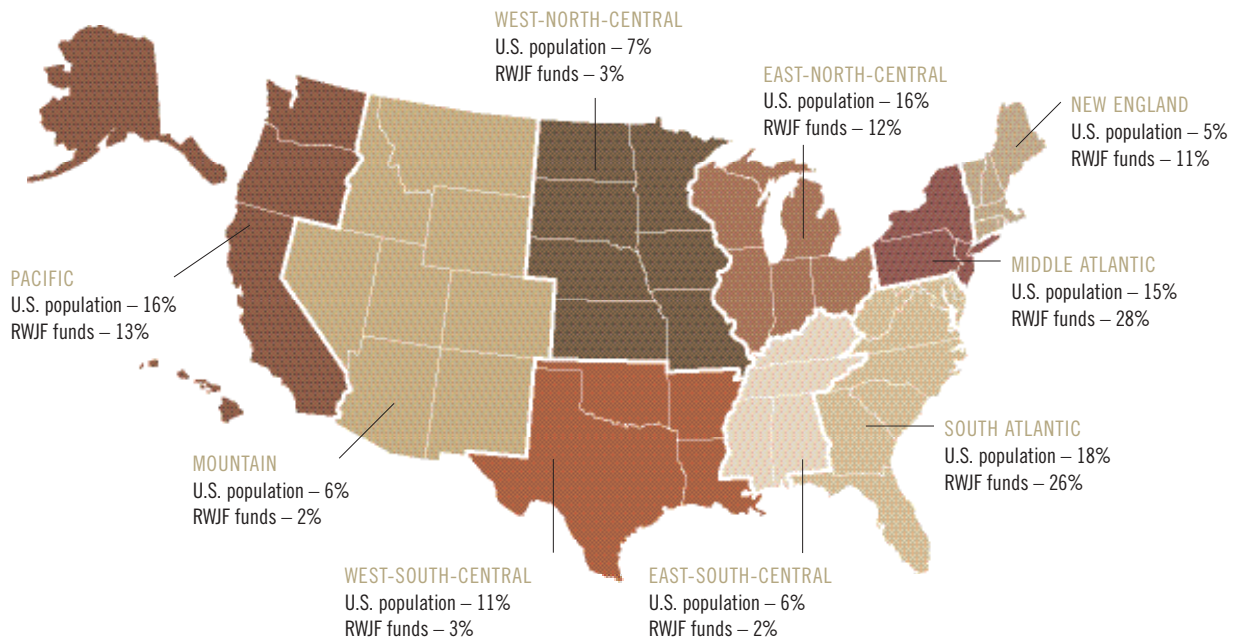 WEST-NORTH-CENTRAL
U.S. population – 7%
RWJF funds – 3%
EAST-NORTH-CENTRAL
U.S. population – 16%
RWJF funds – 12%
NEW ENGLAND
U.S. population – 5%
RWJF funds – 11%
PACIFIC
U.S. population – 16%
RWJF funds – 13%
MIDDLE ATLANTIC
U.S. population – 15%
RWJF funds – 28%
SOUTH ATLANTIC
U.S. population – 18%
RWJF funds – 26%
MOUNTAIN
U.S. population – 6%
RWJF funds – 2%
WEST-SOUTH-CENTRAL
U.S. population – 11%
RWJF funds – 3%
EAST-SOUTH-CENTRAL
U.S. population – 6%
RWJF funds – 2%